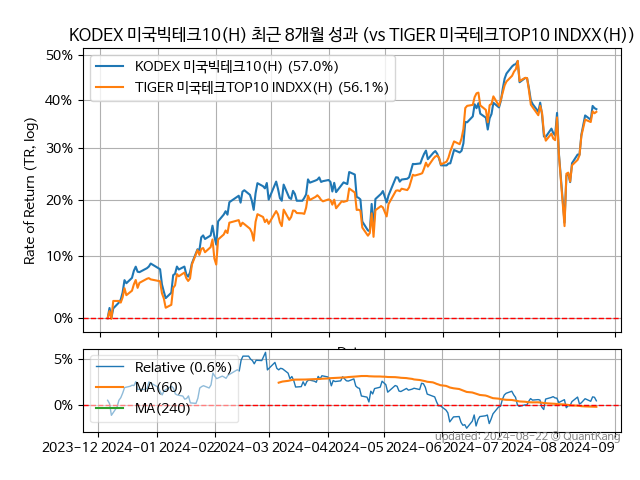 KODEX 미국빅테크10(H) 최근 8개월 성과 (vs TIGER 미국테크TOP10 INDXX(H))
Rate of Return (TR, log)
50%
40%
30%
20%
10%
0%
KODEX 미국빅테크10(H) (57.0%)
TIGER 미국테크TOP10 INDXX(H) (56.1%)
5%
0%
Relative (0.6%)
MA(60)
MA(240)
2023-12
2024-01
2024-02
2024-03
2024-04
2024-05
2024-06
2024-07
2024-08
2024-09
updated: 2024-08-22 © QuantKang